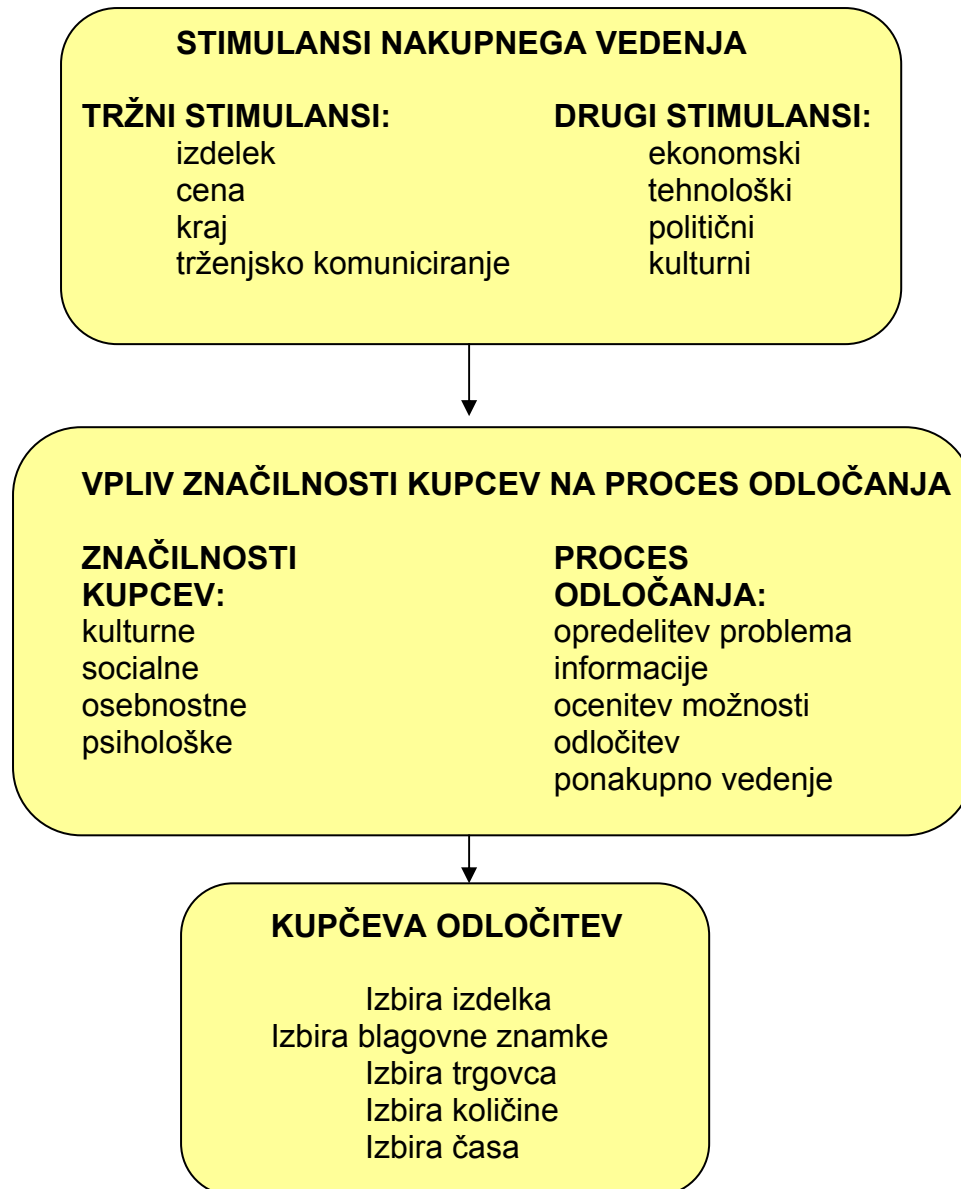 STIMULANSI NAKUPNEGA VEDENJA
TRŽNI STIMULANSI:
izdelek
cena
kraj
trženjsko komuniciranje
DRUGI STIMULANSI:
ekonomski
tehnološki
politični
kulturni
VPLIV ZNAČILNOSTI KUPCEV NA PROCES ODLOČANJA
ZNAČILNOSTI
KUPCEV:
kulturne
socialne
osebnostne
psihološke
PROCES
ODLOČANJA:
opredelitev problema
informacije
ocenitev možnosti
odločitev
ponakupno vedenje
KUPČEVA ODLOČITEV
Izbira izdelka
Izbira blagovne znamke
Izbira trgovca
Izbira količine
Izbira časa